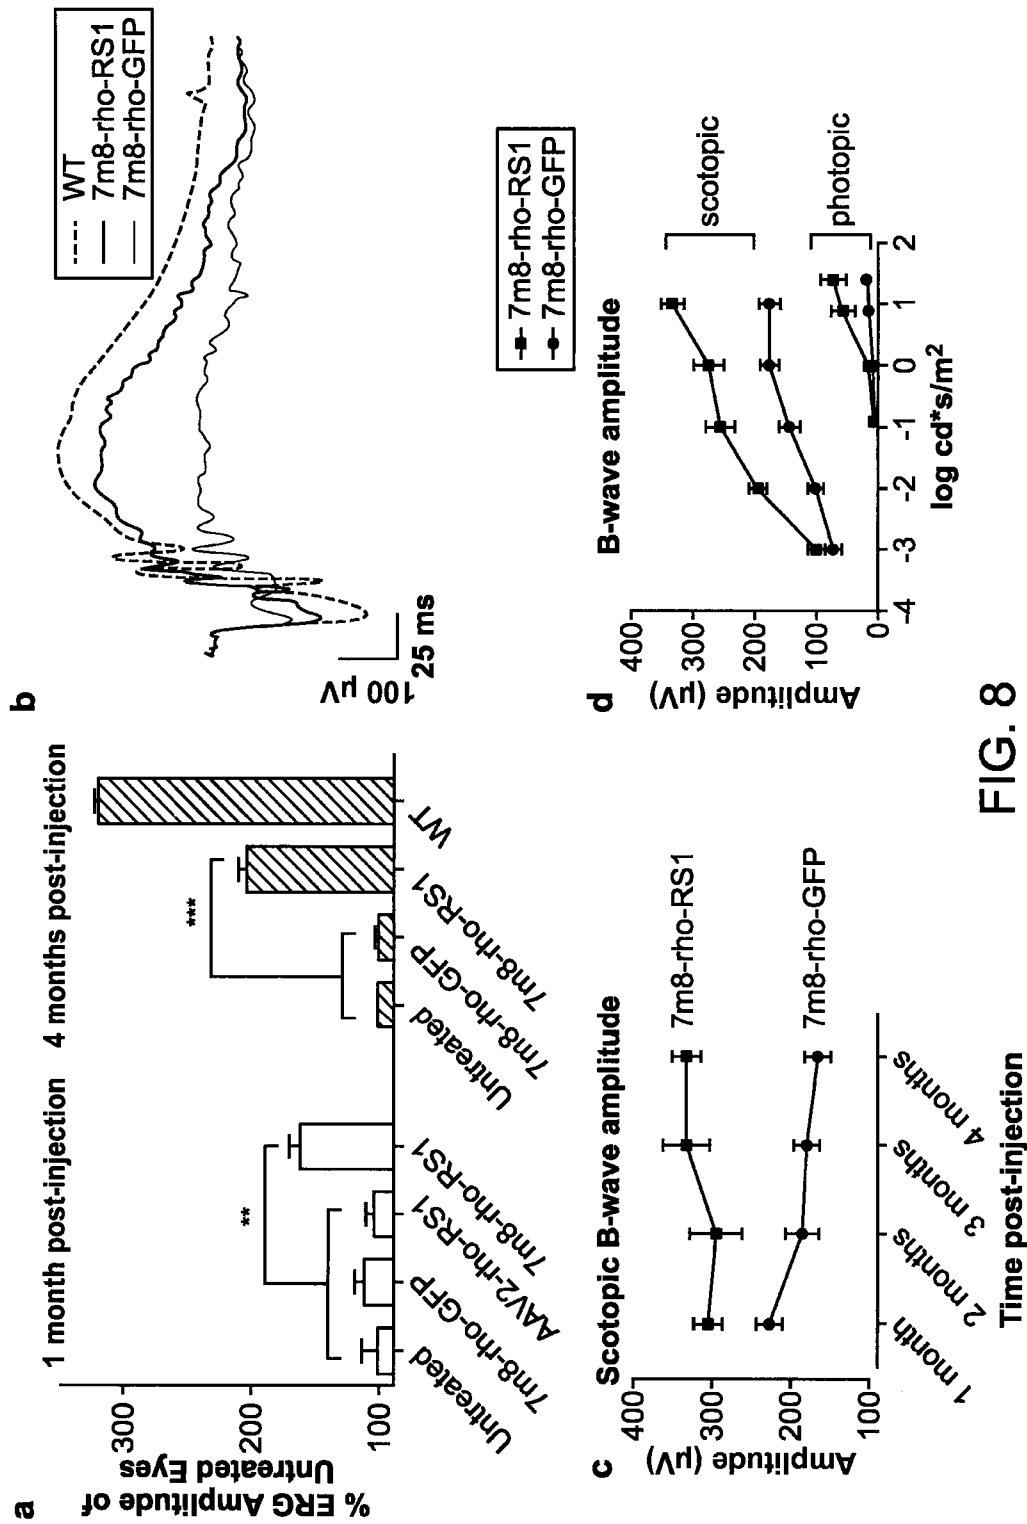 a
1 month post-injection
4 months post-injection
% ERG Amplitude of
Untreated Eyes
300
200
100
**
***
Untreated
7m8-rho-GFP
AAV2-rho-RS1
7m8-rho-RS1
Untreated
7m8-rho-GFP
7m8-rho-RS1
WT
b
WT
7m8-rho-RS1
7m8-rho-GFP
100 µV
25 ms
c
Scotopic B-wave amplitude
Amplitude (µV)
400
300
200
100
7m8-rho-RS1
7m8-rho-GFP
1 month
2 months
3 months
4 months
Time post-injection
d
B-wave amplitude
7m8-rho-RS1
7m8-rho-GFP
Amplitude (µV)
400
300
200
100
0
scotopic
photopic
-4
-3
-2
-1
0
1
2
log cd*s/m²
FIG. 8